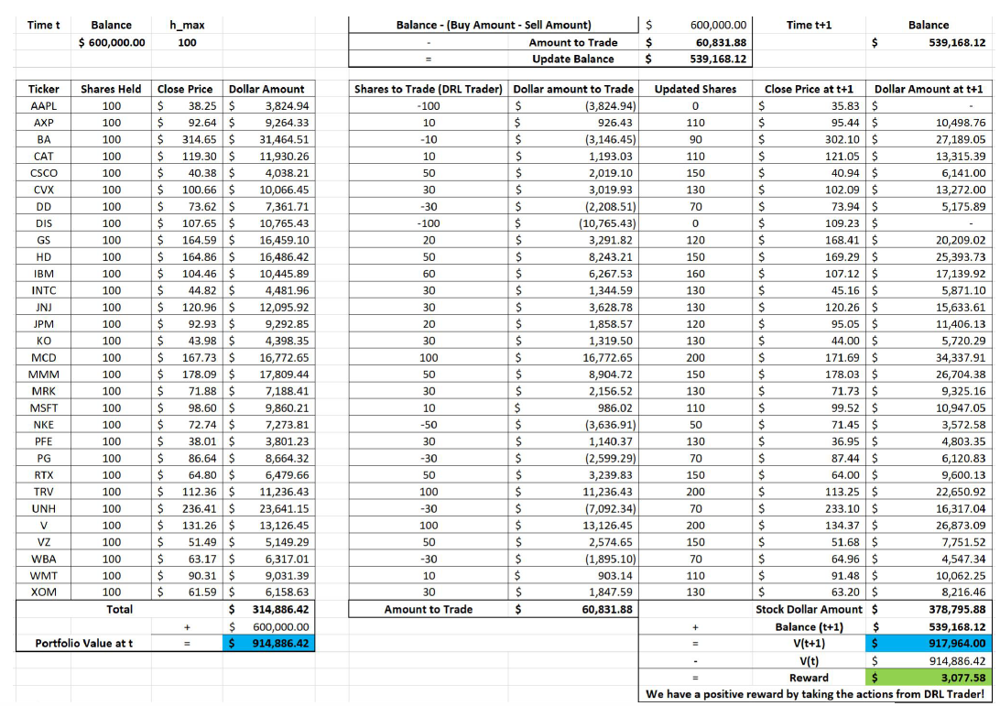 Time t Balance h_max Balance - (Buy Amount - Sell Amount) $ 600,000.00 Time t+1 Balance
$ 600,000.00 100 - Amount to Trade $ 60,831.88 $ 539,168.12
= Update Balance $ 539,168.12
Ticker Shares Held Close Price Dollar Amount Shares to Trade (DRL Trader) Dollar amount to Trade Updated Shares Close Price at t+1 Dollar Amount at t+1
AAPL 100 $ 38.25 $ 3,824.94 -100 $ (3,824.94) 0 $ 35.83 $ -
AXP 100 $ 92.64 $ 9,264.33 10 $ 926.43 110 $ 95.44 $ 10,498.76
BA 100 $ 314.65 $ 31,464.51 -10 $ (3,146.45) 90 $ 302.10 $ 27,189.05
CAT 100 $ 119.30 $ 11,930.26 10 $ 1,193.03 110 $ 121.05 $ 13,315.39
CSCO 100 $ 40.38 $ 4,038.21 50 $ 2,019.10 150 $ 40.94 $ 6,141.00
CVX 100 $ 100.66 $ 10,066.45 30 $ 3,019.93 130 $ 102.09 $ 13,272.00
DD 100 $ 73.62 $ 7,361.71 -30 $ (2,208.51) 70 $ 73.94 $ 5,175.89
DIS 100 $ 107.65 $ 10,765.43 -100 $ (10,765.43) 0 $ 109.23 $ -
GS 100 $ 164.59 $ 16,459.10 20 $ 3,291.82 120 $ 168.41 $ 20,209.02
HD 100 $ 164.86 $ 16,486.42 50 $ 8,243.21 150 $ 169.29 $ 25,393.73
IBM 100 $ 104.46 $ 10,445.89 60 $ 6,267.53 160 $ 107.12 $ 17,139.92
INTC 100 $ 44.82 $ 4,481.96 30 $ 1,344.59 130 $ 45.16 $ 5,871.10
JNJ 100 $ 120.96 $ 12,095.92 30 $ 3,628.78 130 $ 120.26 $ 15,633.61
JPM 100 $ 92.93 $ 9,292.85 20 $ 1,858.57 120 $ 95.05 $ 11,406.13
KO 100 $ 43.98 $ 4,398.35 30 $ 1,319.50 130 $ 44.00 $ 5,720.29
MCD 100 $ 167.73 $ 16,772.65 100 $ 16,772.65 200 $ 171.69 $ 34,337.91
MMM 100 $ 178.09 $ 17,809.44 50 $ 8,904.72 150 $ 178.03 $ 26,704.38
MRK 100 $ 71.88 $ 7,188.41 30 $ 2,156.52 130 $ 71.73 $ 9,325.16
MSFT 100 $ 98.60 $ 9,860.21 10 $ 986.02 110 $ 99.52 $ 10,947.05
NKE 100 $ 72.74 $ 7,273.81 -50 $ (3,636.91) 50 $ 71.45 $ 3,572.58
PFE 100 $ 38.01 $ 3,801.23 30 $ 1,140.37 130 $ 36.95 $ 4,803.35
PG 100 $ 86.64 $ 8,664.32 -30 $ (2,599.29) 70 $ 87.44 $ 6,120.83
RTX 100 $ 64.80 $ 6,479.66 50 $ 3,239.83 150 $ 64.00 $ 9,600.13
TRV 100 $ 112.36 $ 11,236.43 100 $ 11,236.43 200 $ 113.25 $ 22,650.92
UNH 100 $ 236.41 $ 23,641.15 -30 $ (7,092.34) 70 $ 233.10 $ 16,317.04
V 100 $ 131.26 $ 13,126.45 100 $ 13,126.45 200 $ 134.37 $ 26,873.09
VZ 100 $ 51.49 $ 5,149.29 50 $ 2,574.65 150 $ 51.68 $ 7,751.52
WBA 100 $ 63.17 $ 6,317.01 -30 $ (1,895.10) 70 $ 64.96 $ 4,547.34
WMT 100 $ 90.31 $ 9,031.39 10 $ 903.14 110 $ 91.48 $ 10,062.25
XOM 100 $ 61.59 $ 6,158.63 30 $ 1,847.59 130 $ 63.20 $ 8,216.46
Total $ 314,886.42 Amount to Trade $ 60,831.88 Stock Dollar Amount $ 378,795.88
+ $ 600,000.00 + Balance (t+1) $ 539,168.12
Portfolio Value at t = $ 914,886.42 = V(t+1) $ 917,964.00
- V(t) $ 914,886.42
= Reward $ 3,077.58
We have a positive reward by taking the actions from DRL Trader!